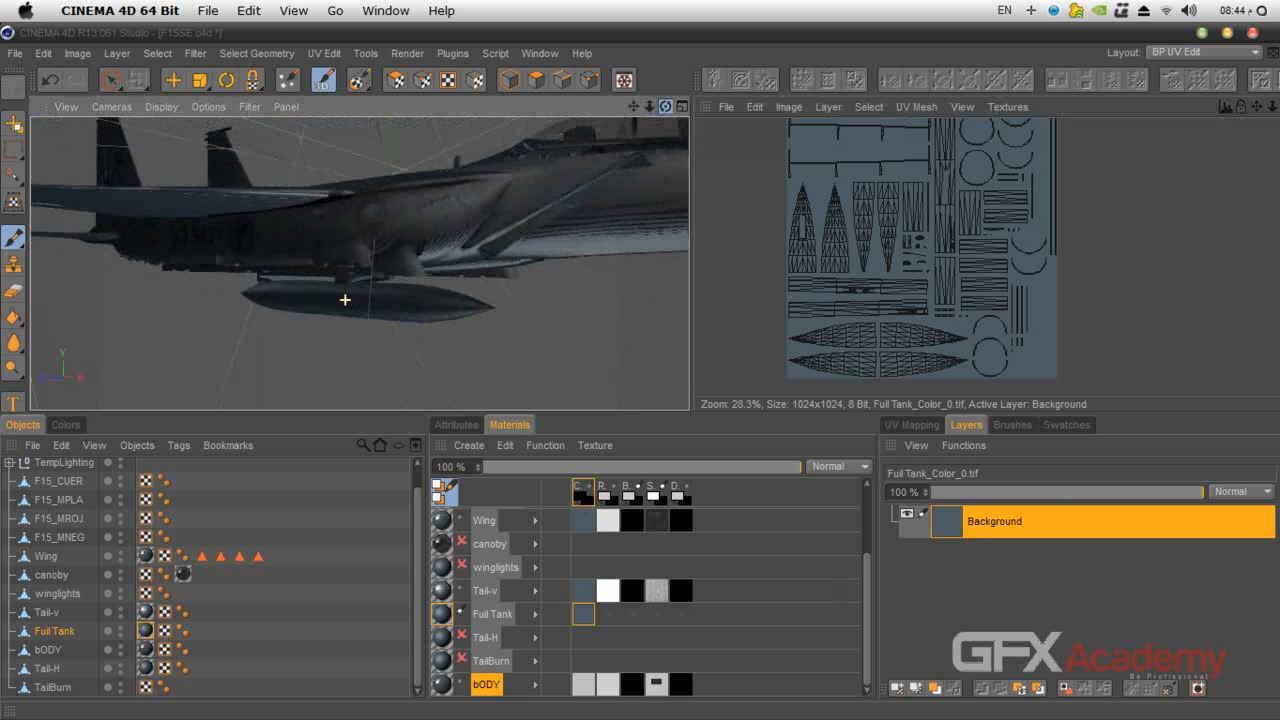 CINEMA 4D 64 Bit File Edit View Go Window Help EN 08:44 م
CINEMA 4D R13.061 Studio - [F15SE.c4d *]
File Edit Image Layer Select Filter Select Geometry UV Edit Tools Render Plugins Script Window Help Layout: BP UV Edit
3D
View Cameras Display Options Filter Panel
File Edit Image Layer Select UV Mesh View Textures
Y
T
Zoom: 28.3%, Size: 1024x1024, 8 Bit, Fuil Tank_Color_0.tif, Active Layer: Background
Objects Colors
Attributes Materials
UV Mapping Layers Brushes Swatches
File Edit View Objects Tags Bookmarks
Create Edit Function Texture
View Functions
TempLighting
F15_CUER
F15_MPLA
F15_MROJ
F15_MNEG
Wing
canoby
winglights
Tail-v
Fuil Tank
bODY
Tail-H
TailBurn
100 % Normal
C. R. B. S. D.
Wing
canoby
winglights
Tail-v
Fuil Tank
Tail-H
TailBurn
bODY
Fuil Tank_Color_0.tif
100 % Normal
Background
GFXAcademy
Be Professional